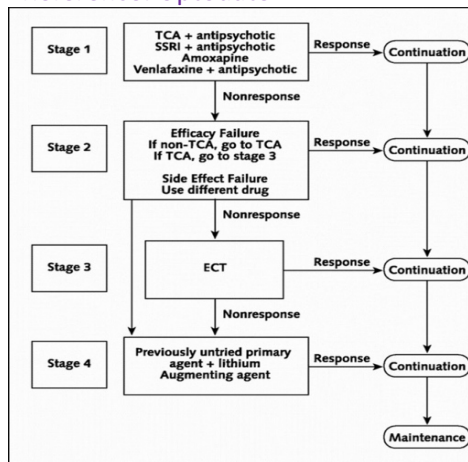 Stage 1
TCA + antipsychotic
SSRI + antipsychotic
Amoxapine
Venlafaxine + antipsychotic
Response
Continuation
Nonresponse
Stage 2
Efficacy Failure
If non-TCA, go to TCA
If TCA, go to stage 3
Side Effect Failure
Use different drug
Response
Continuation
Nonresponse
Stage 3
ECT
Response
Continuation
Nonresponse
Stage 4
Previously untried primary
agent + lithium
Augmenting agent
Response
Continuation
Maintenance